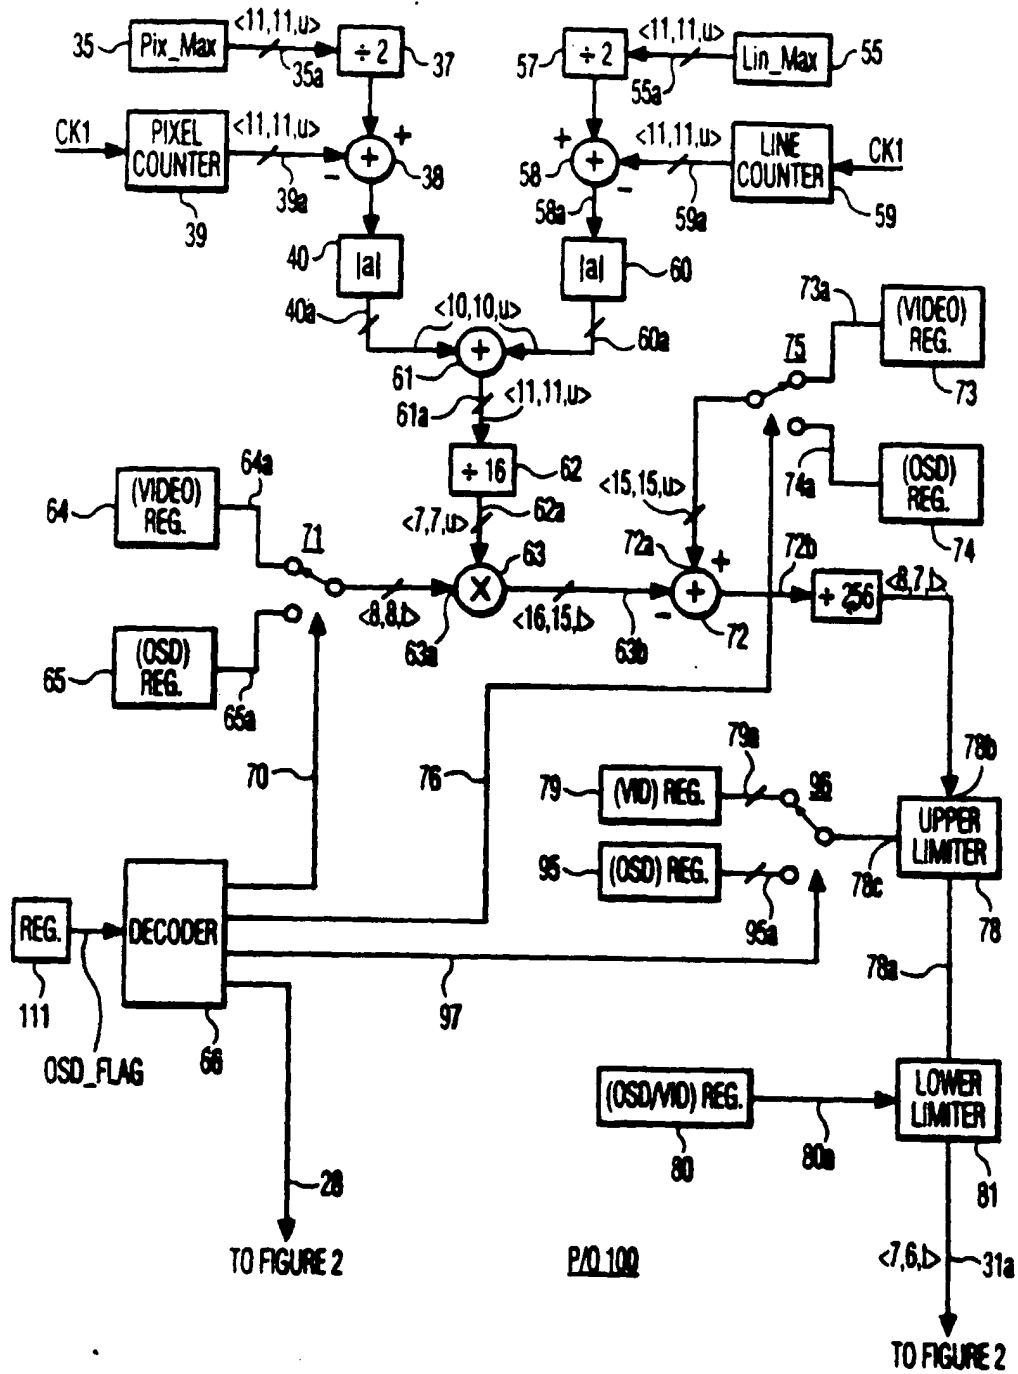 <11,11,u>
<11,11,u>
35
Pix_Max
÷ 2
37
57
÷ 2
Lin_Max
55
35a
55a
CK1
PIXEL
COUNTER
<11,11,u>
+
+
38
-
39a
39
+
+
58
-
58a
<11,11,u>
59a
LINE
COUNTER
CK1
59
40
|a|
|a|
60
40a
<10,10,u>
60a
+
61
61a
<11,11,u>
73a
(VIDEO)
REG.
73
75
÷ 16
62
64
(VIDEO)
REG.
64a
<7,7,u>
62a
<15,15,u>
74a
(OSD)
REG.
74
71
X
63
72a
+
+
-
72
72b
÷ 256
<8,7,t>
<8,8,t>
63a
<16,15,t>
63b
65
(OSD)
REG.
65a
70
76
79
(VID) REG.
79a
96
78b
UPPER
LIMITER
78c
78
95
(OSD) REG.
95a
78a
REG.
111
DECODER
66
OSD_FLAG
97
(OSD/VID) REG.
80
80a
LOWER
LIMITER
81
28
TO FIGURE 2
P/O 100
<7,6,t>
31a
TO FIGURE 2